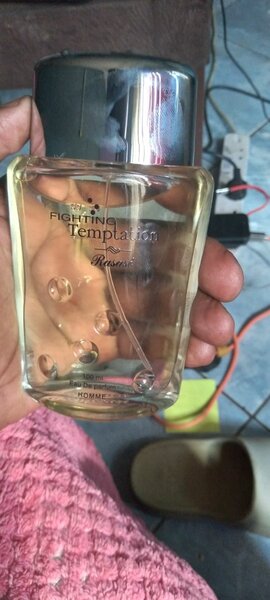 FIGHTING
Temptation
Rasasi
100 ml
Eau De parfum
HOMME